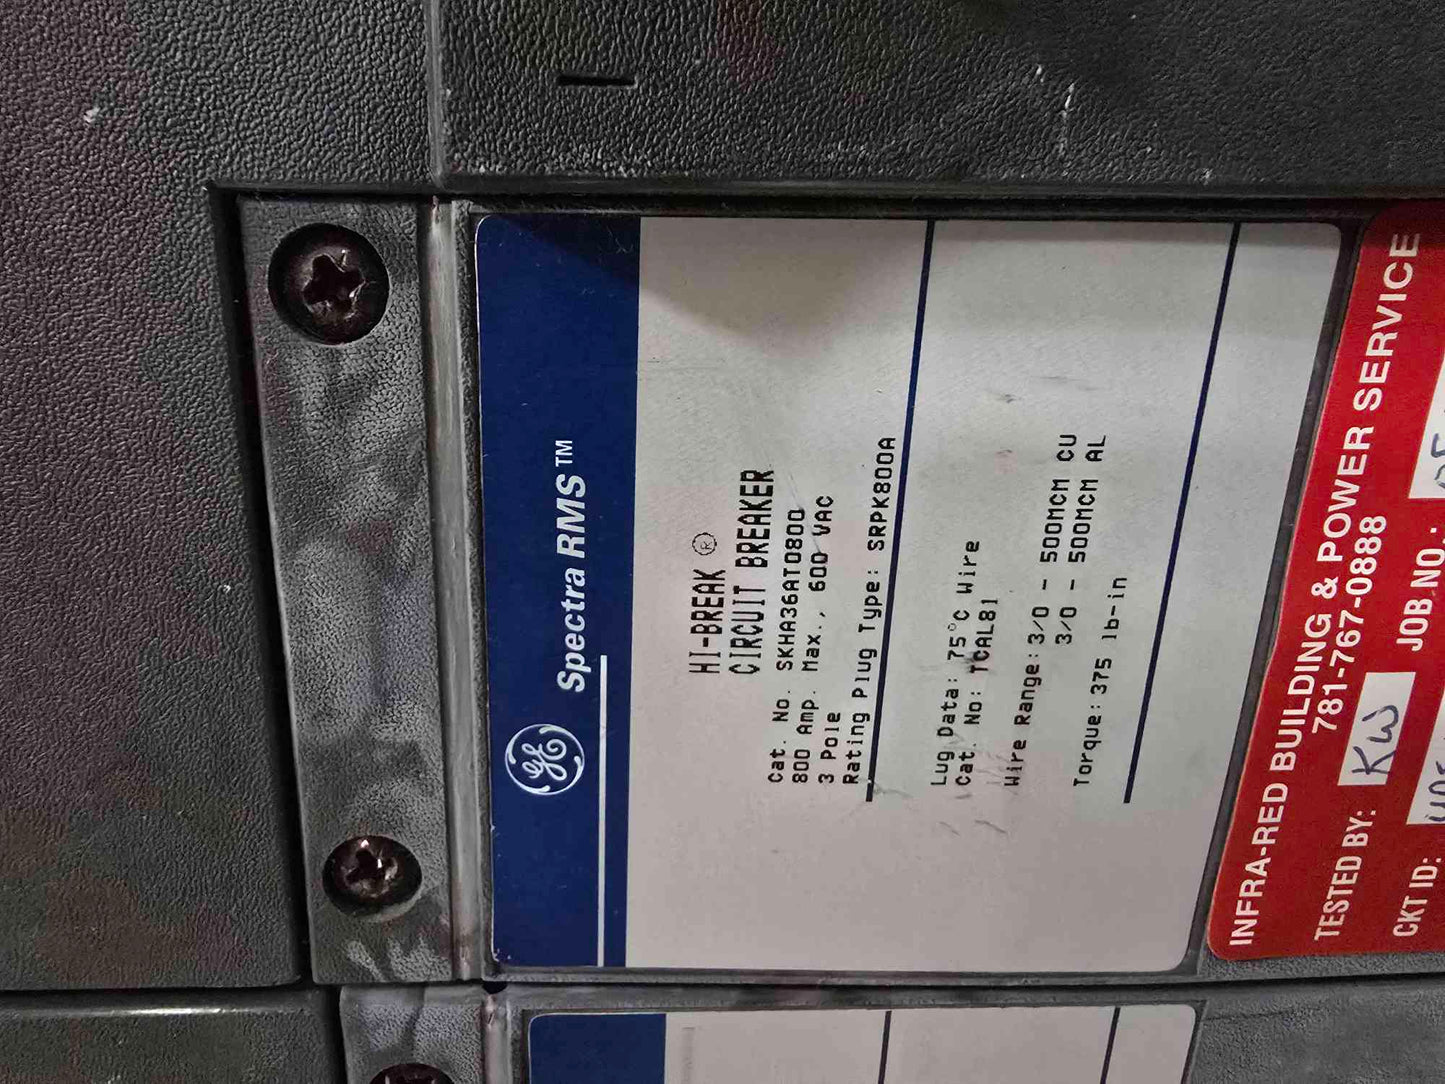 GE
Spectra RMS™
HI-BREAK ®
CIRCUIT BREAKER
Cat. No. SKHA36AT0800
800 Amp. Max., 600 VAC
3 Pole
Rating Plug Type: SRPK800A
Lug Data: 75°C Wire
Cat. No: TCAL81
Wire Range: 3/0 - 500MCM CU
3/0 - 500MCM AL
Torque: 375 lb-in
INFRA-RED BUILDING & POWER SERVICE
781-767-0888
TESTED BY: KW JOB NO.:
CKT ID: